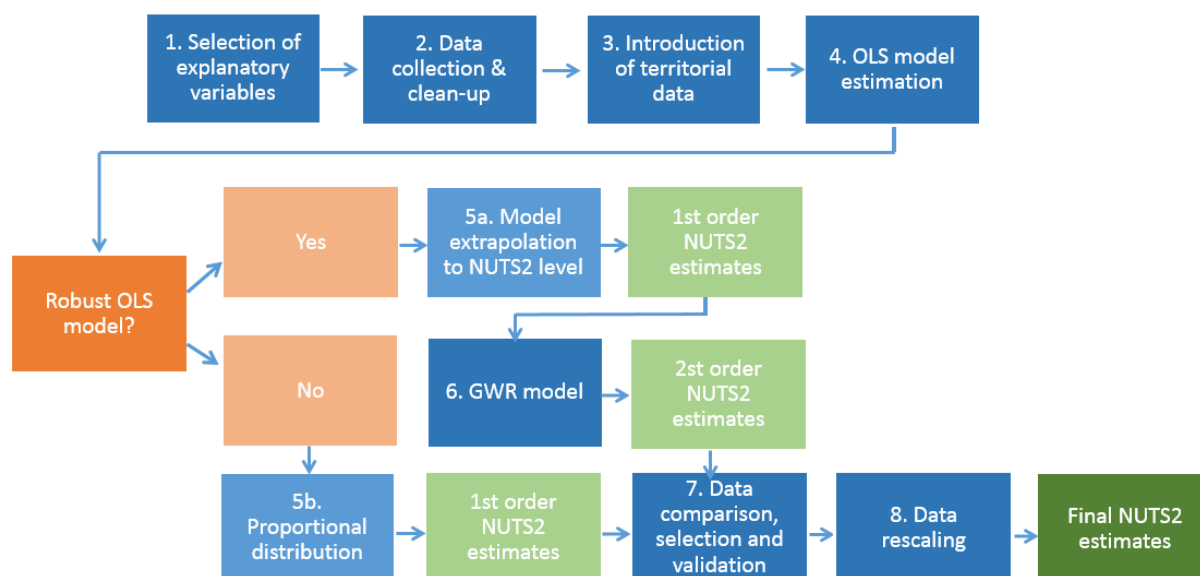 1. Selection of
explanatory
variables
2. Data
collection &
clean-up
3. Introduction
of territorial
data
4. OLS model
estimation
Robust OLS
model?
Yes
5a. Model
extrapolation
to NUTS2 level
1st order
NUTS2
estimates
No
6. GWR model
2st order
NUTS2
estimates
5b.
Proportional
distribution
1st order
NUTS2
estimates
7. Data
comparison,
selection and
validation
8. Data
rescaling
Final NUTS2
estimates